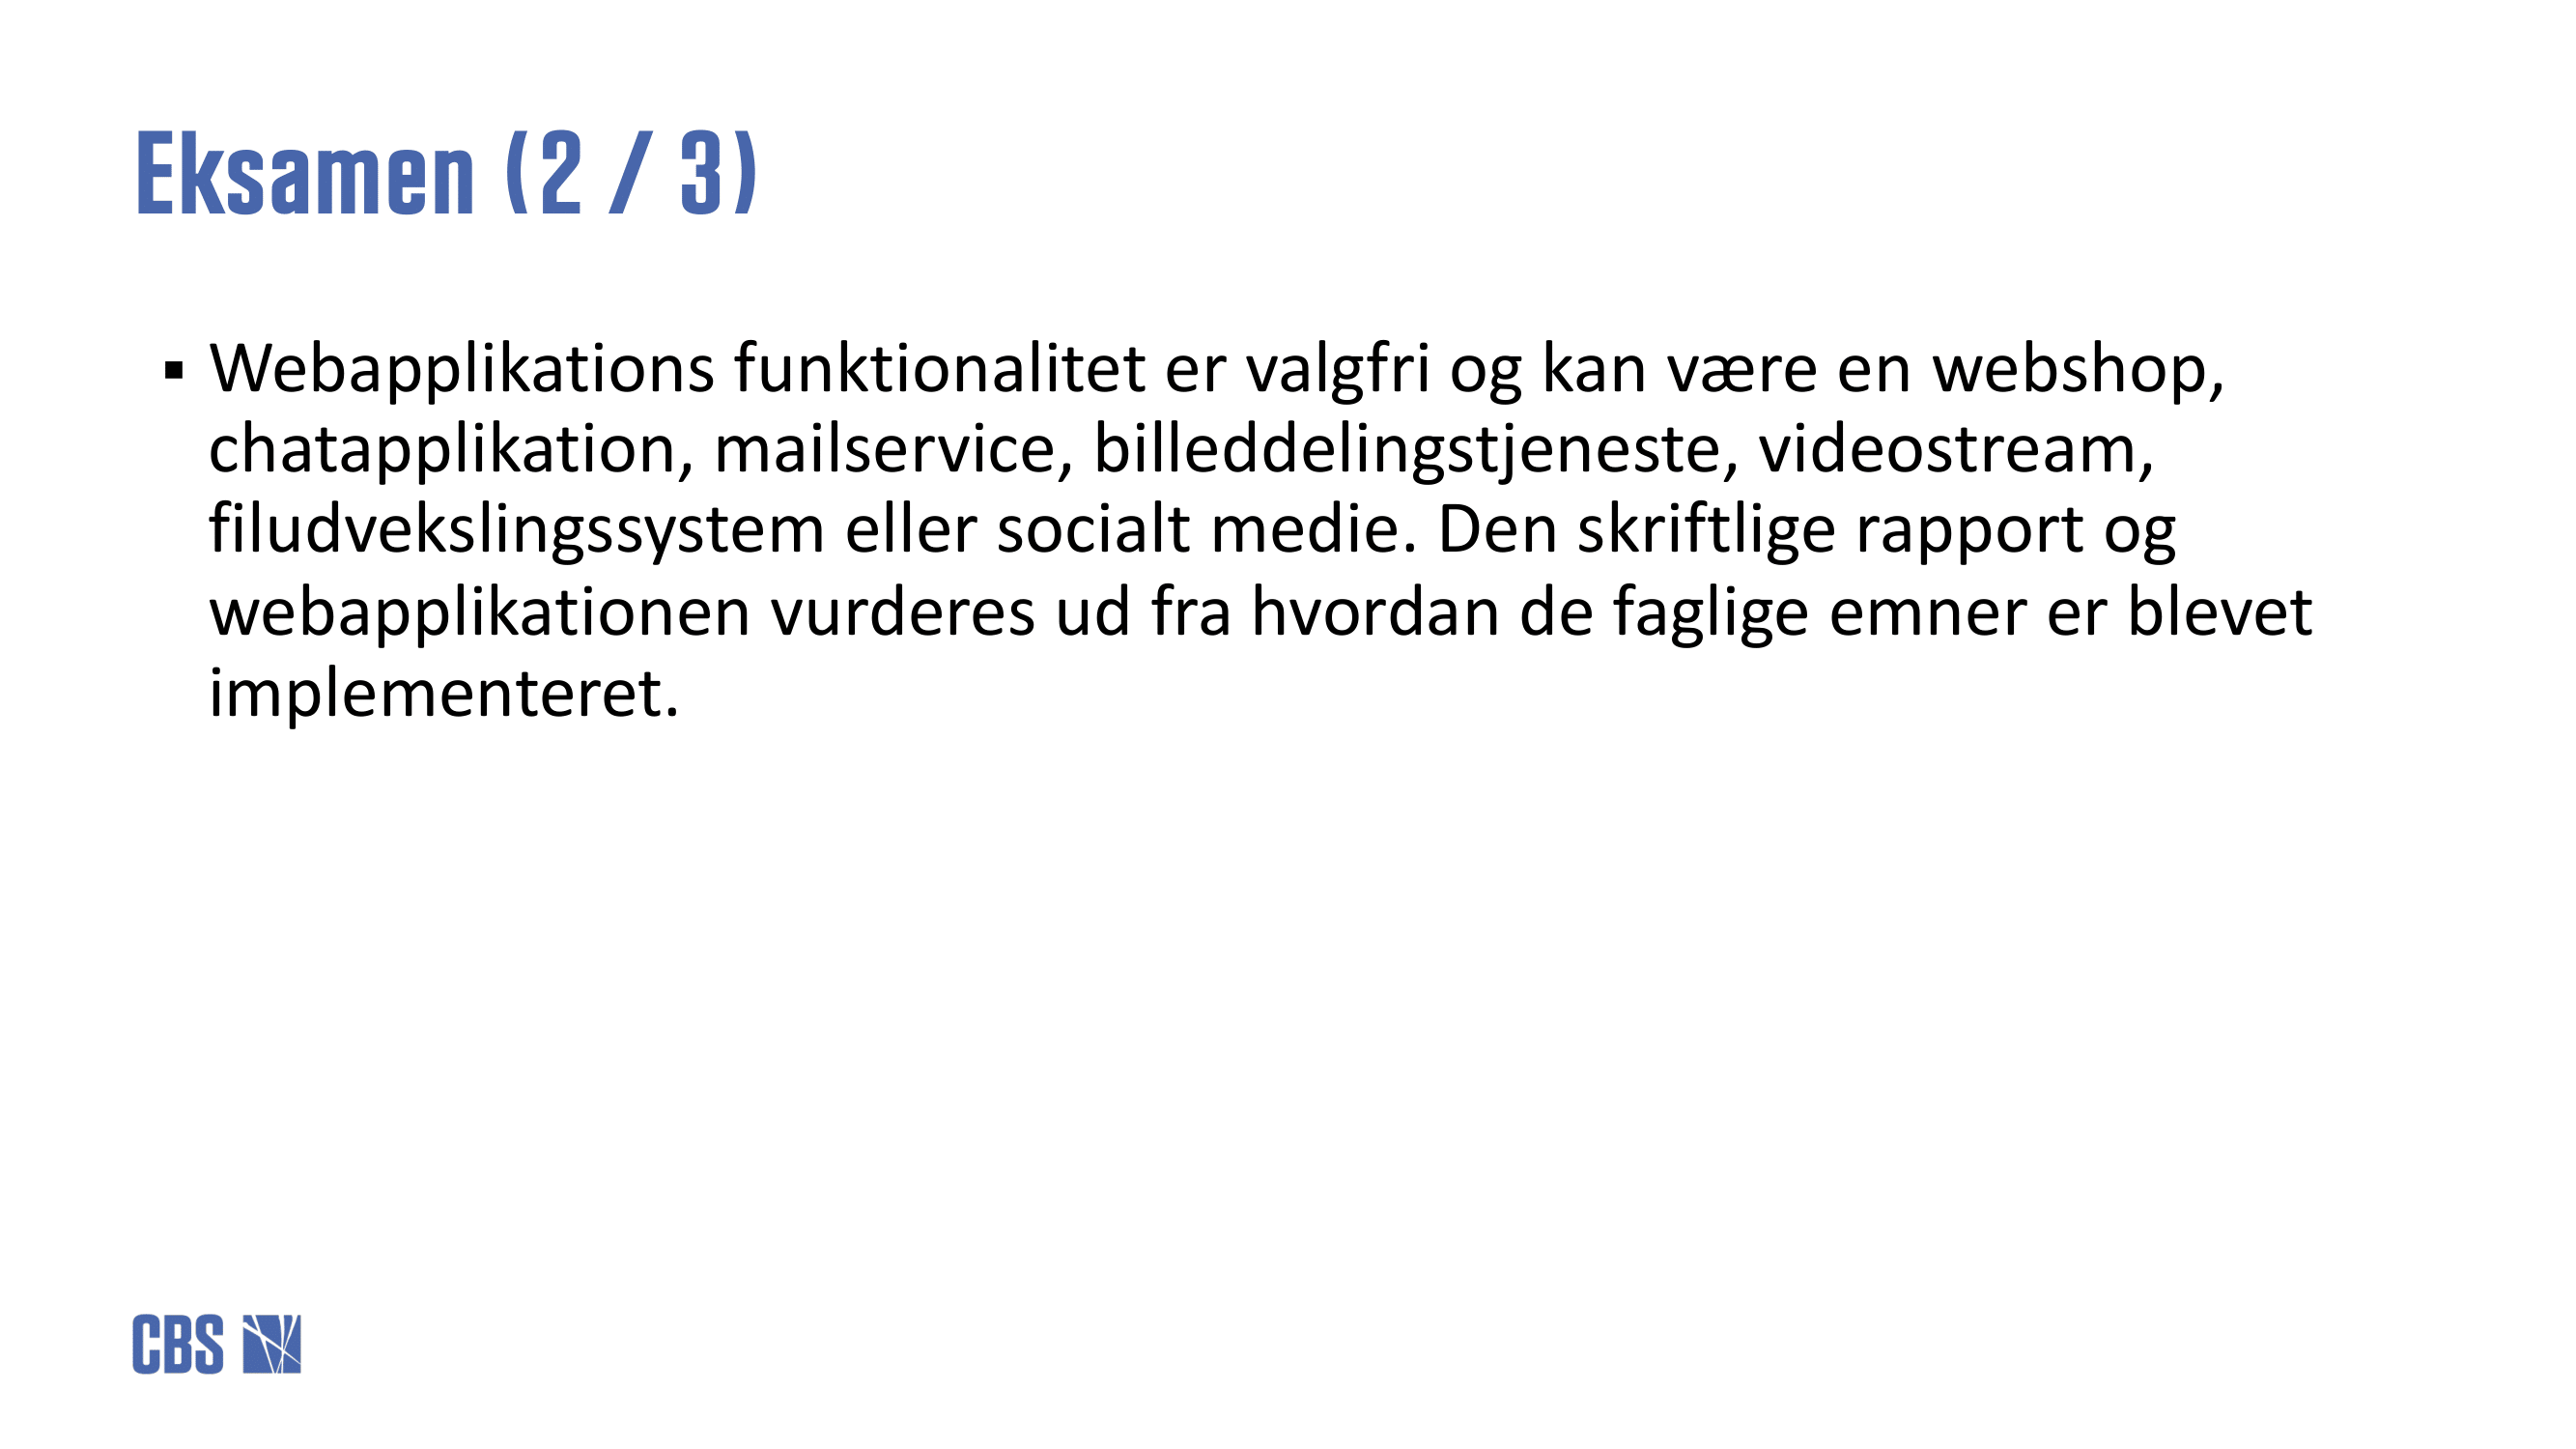 Eksamen (2 / 3)
▪ Webapplikations funktionalitet er valgfri og kan være en webshop,
chatapplikation, mailservice, billeddelingstjeneste, videostream,
filudvekslingssystem eller socialt medie. Den skriftlige rapport og
webapplikationen vurderes ud fra hvordan de faglige emner er blevet
implementeret.
CBS